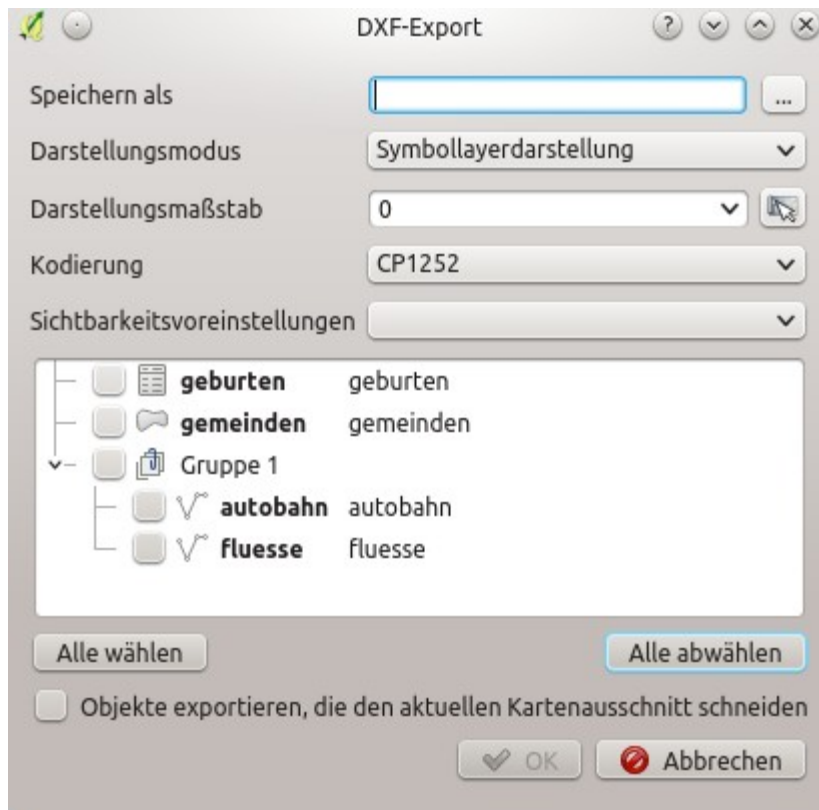 DXF-Export
Speichern als
...
Darstellungsmodus Symbollayerdarstellung
Darstellungsmaßstab 0
Kodierung CP1252
Sichtbarkeitsvoreinstellungen
geburten geburten
gemeinden gemeinden
Gruppe 1
autobahn autobahn
fluesse fluesse
Alle wählen Alle abwählen
Objekte exportieren, die den aktuellen Kartenausschnitt schneiden
OK Abbrechen